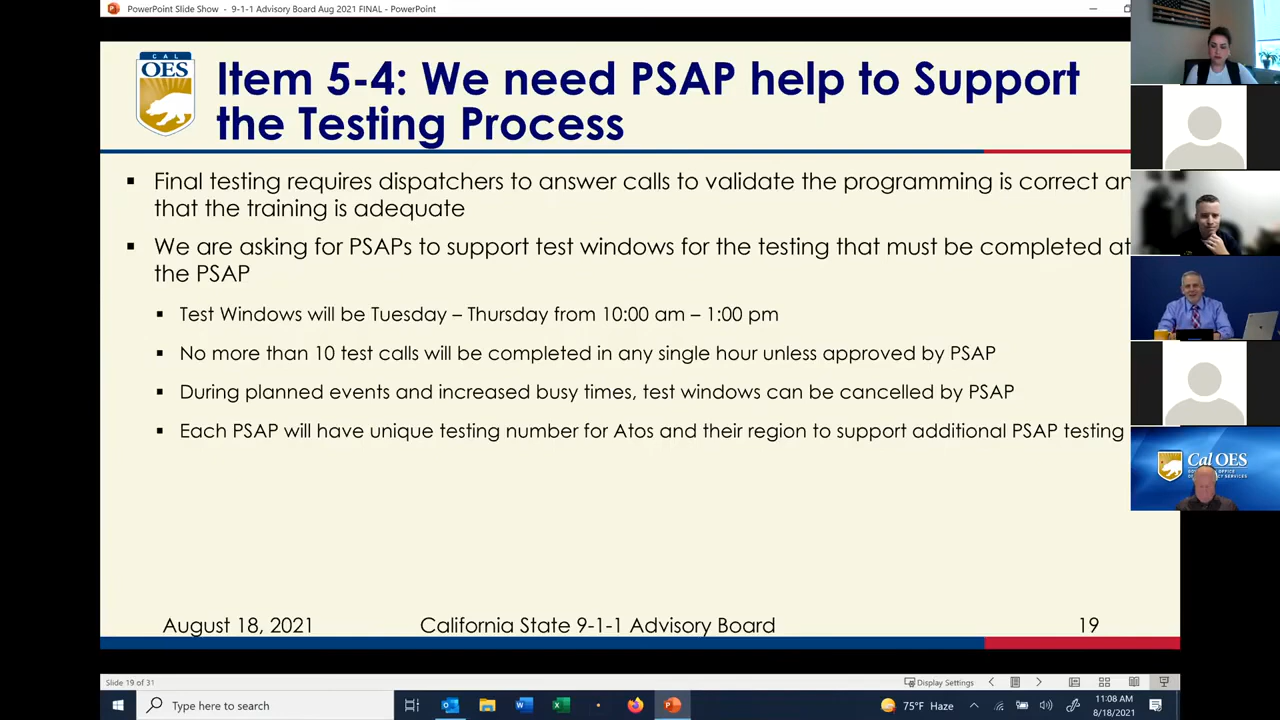 PowerPoint Slide Show - 9-1-1 Advisory Board Aug 2021 FINAL - PowerPoint
CAL
OES
Item 5-4: We need PSAP help to Support
the Testing Process
▪ Final testing requires dispatchers to answer calls to validate the programming is correct an
that the training is adequate
▪ We are asking for PSAPs to support test windows for the testing that must be completed at
the PSAP
▪ Test Windows will be Tuesday – Thursday from 10:00 am – 1:00 pm
▪ No more than 10 test calls will be completed in any single hour unless approved by PSAP
▪ During planned events and increased busy times, test windows can be cancelled by PSAP
▪ Each PSAP will have unique testing number for Atos and their region to support additional PSAP testing
Cal OES
August 18, 2021
California State 9-1-1 Advisory Board
19
Slide 19 of 31
Display Settings
Type here to search
75°F Haze
11:08 AM
8/18/2021